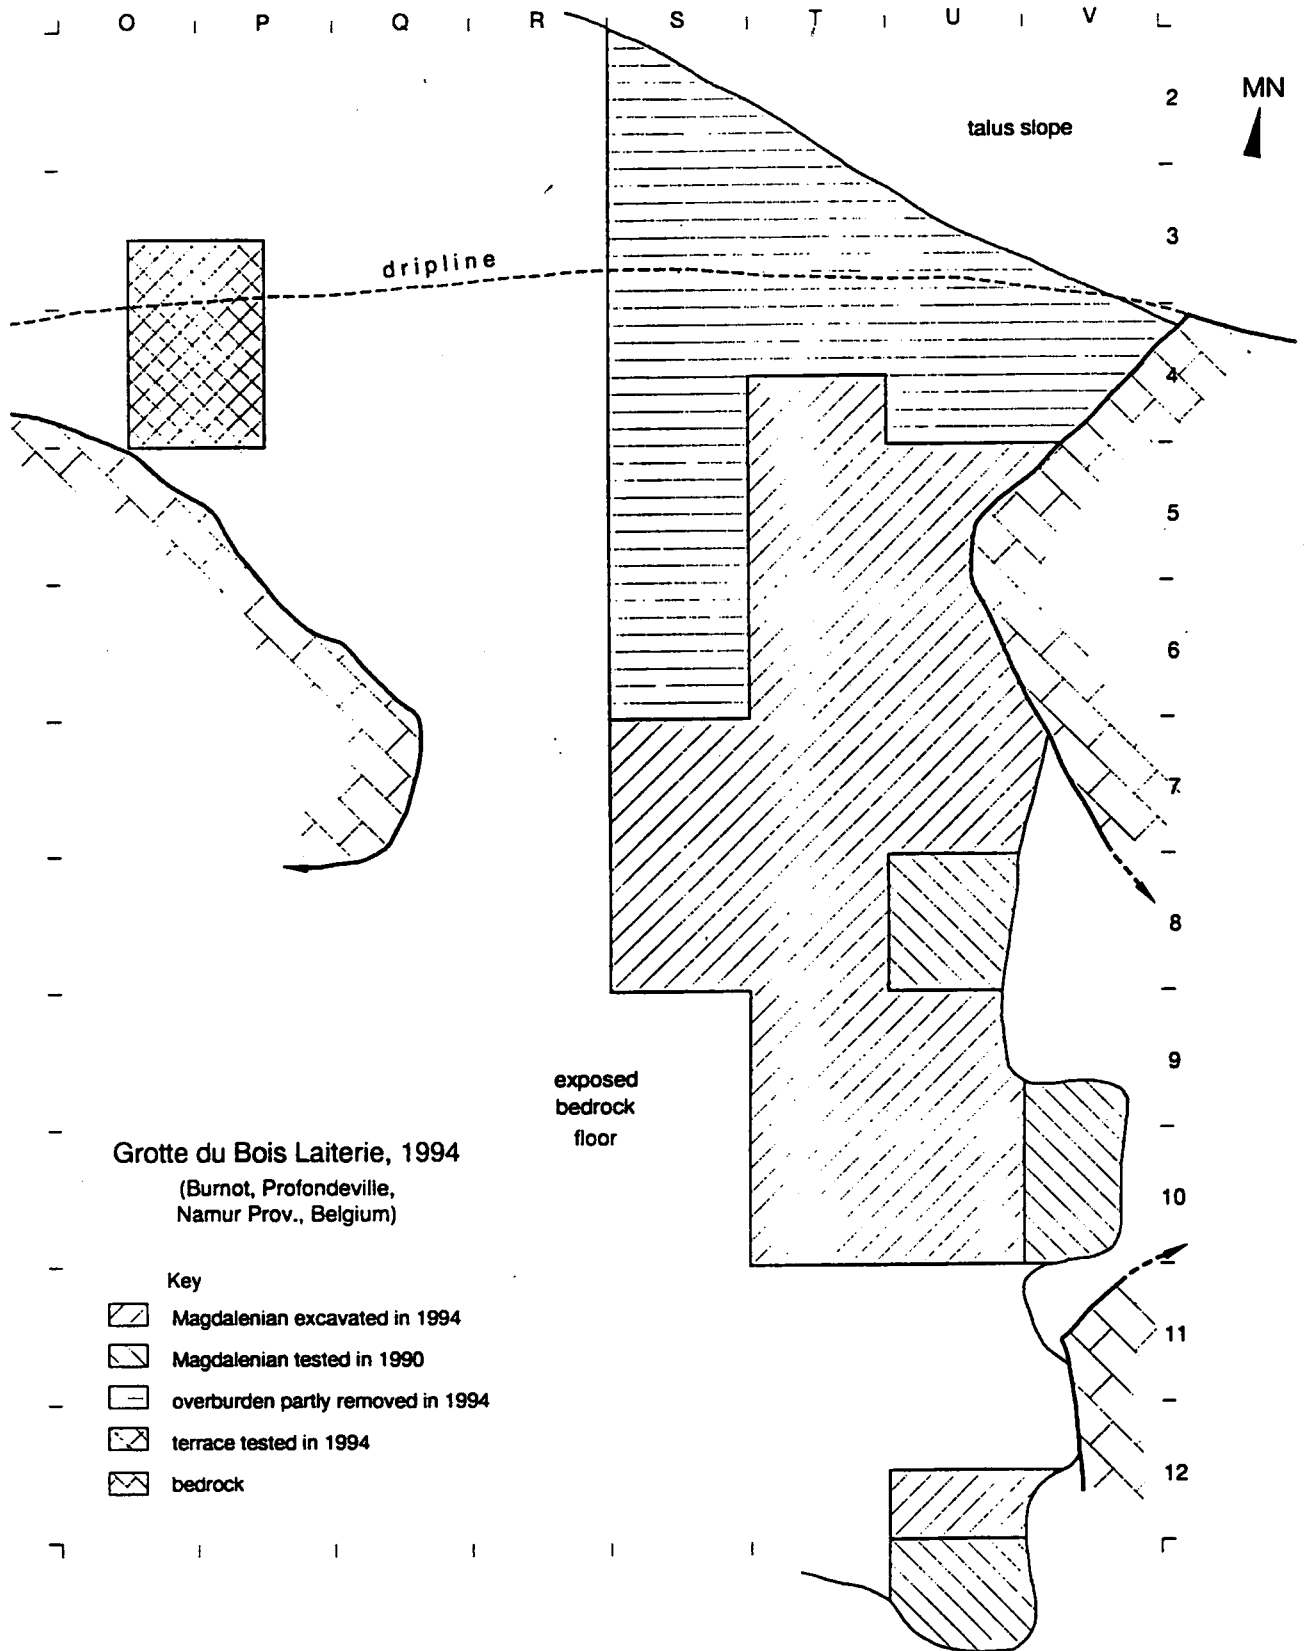 O P Q R S T U V
2
MN
talus slope
3
dripline
4
5
6
7
8
9
exposed
bedrock
floor
10
Grotte du Bois Laiterie, 1994
(Burnot, Profondeville,
Namur Prov., Belgium)
Key
Magdalenian excavated in 1994
11
Magdalenian tested in 1990
overburden partly removed in 1994
terrace tested in 1994
12
bedrock